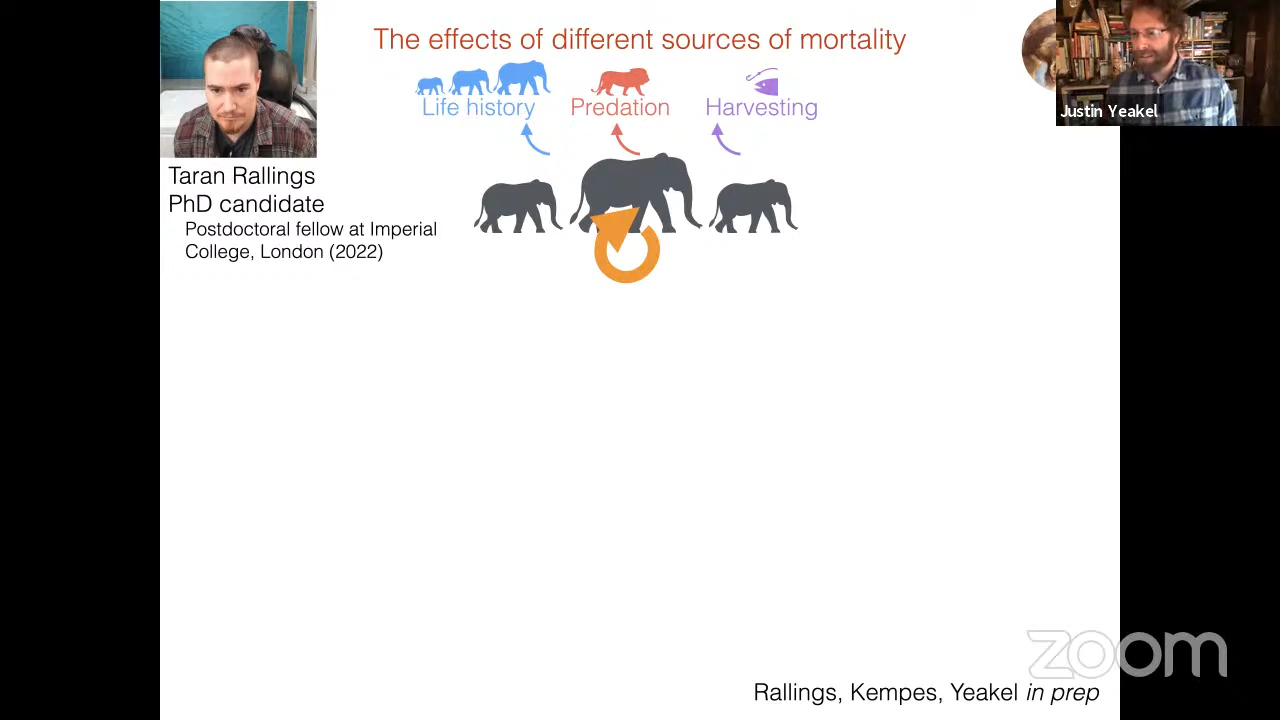 The effects of different sources of mortality
Life history
Predation
Harvesting
Justin Yeakel
Taran Rallings
PhD candidate
Postdoctoral fellow at Imperial
College, London (2022)
zoom
Rallings, Kempes, Yeakel in prep